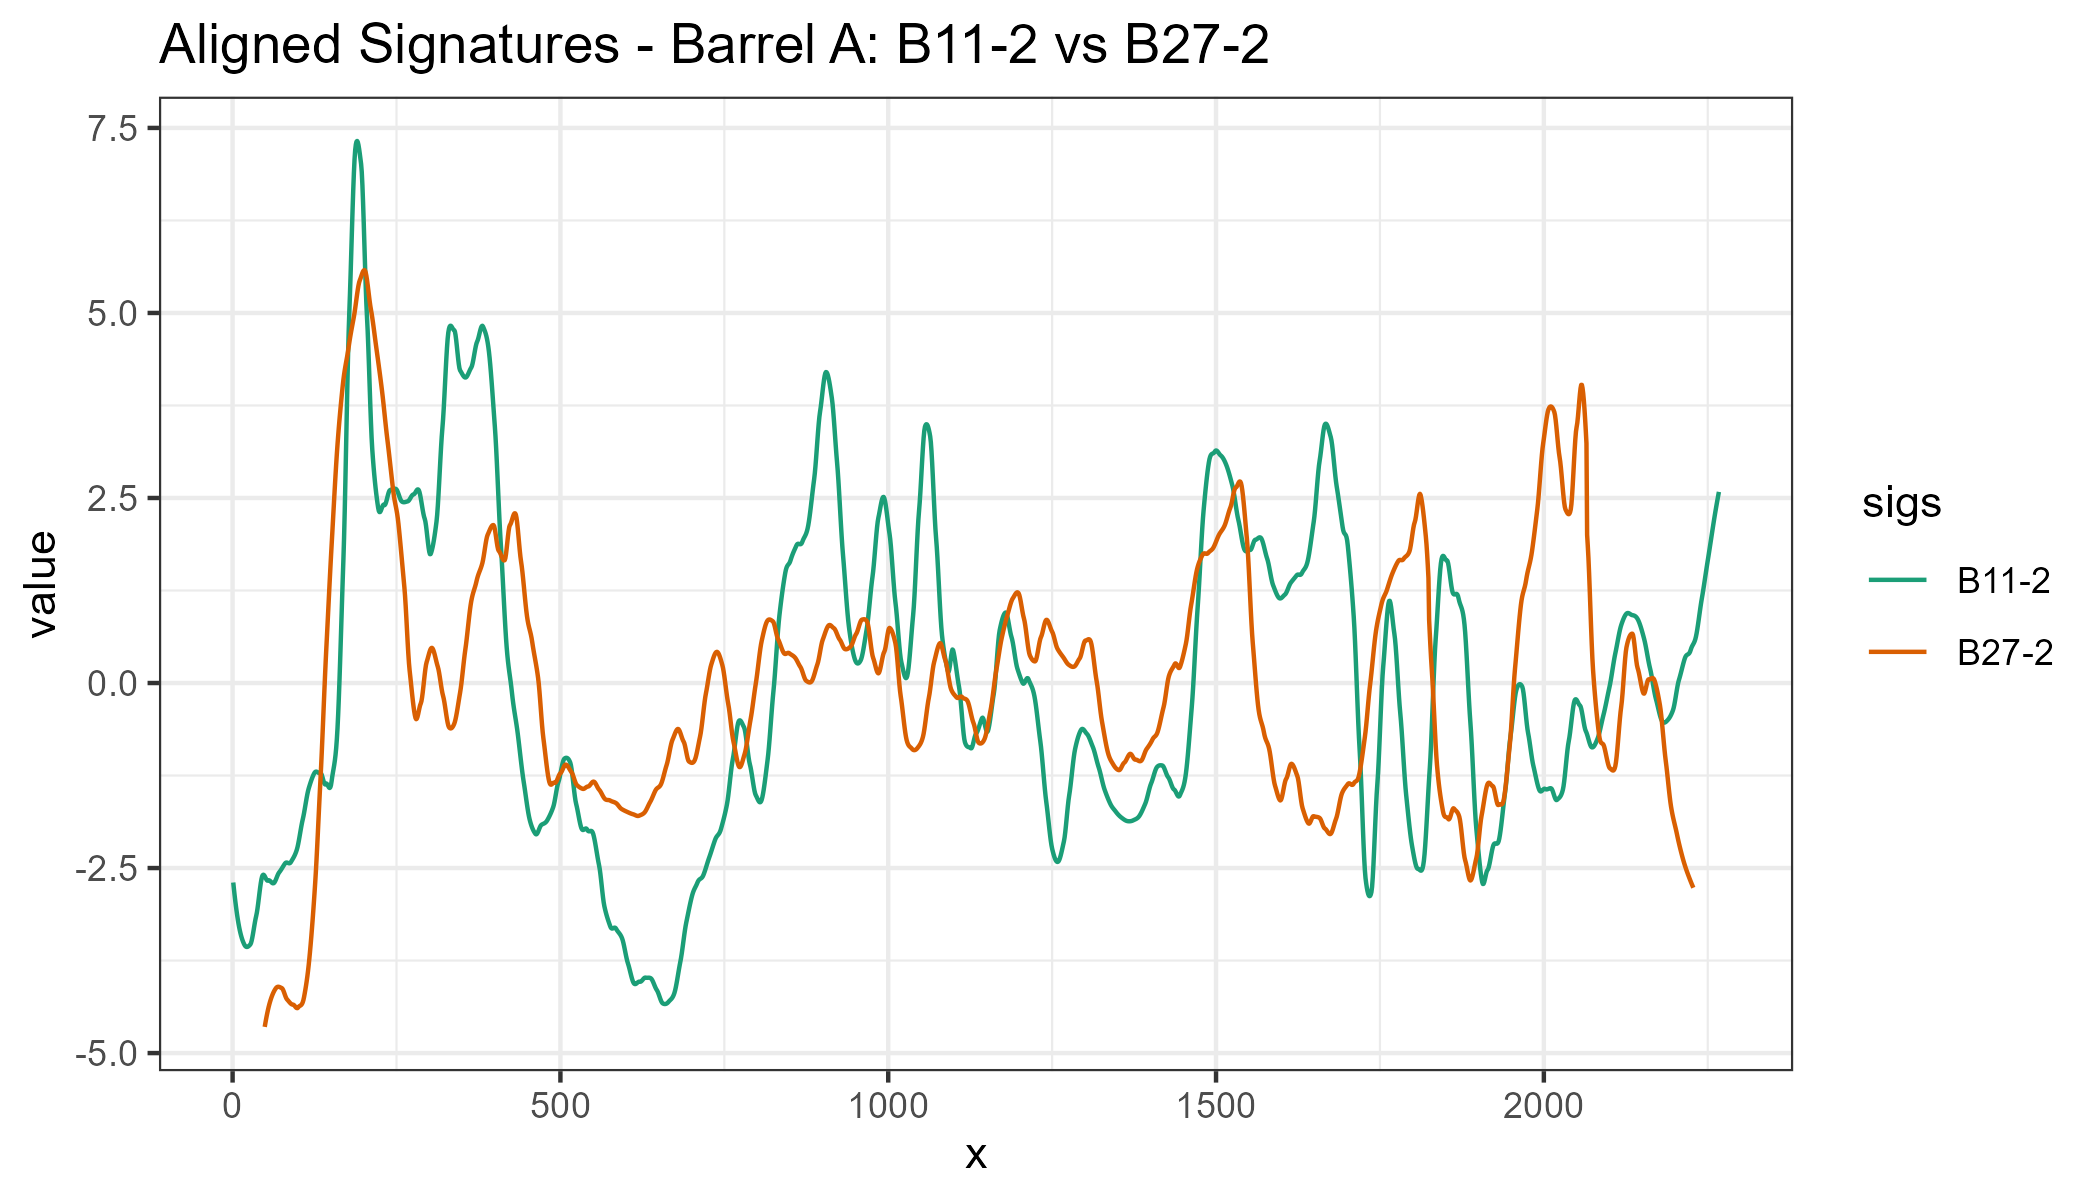 Aligned Signatures - Barrel A: B11-2 vs B27-2
7.5
5.0
2.5
0.0
-2.5
-5.0
value
0 500 1000 1500 2000
x
sigs
B11-2
B27-2